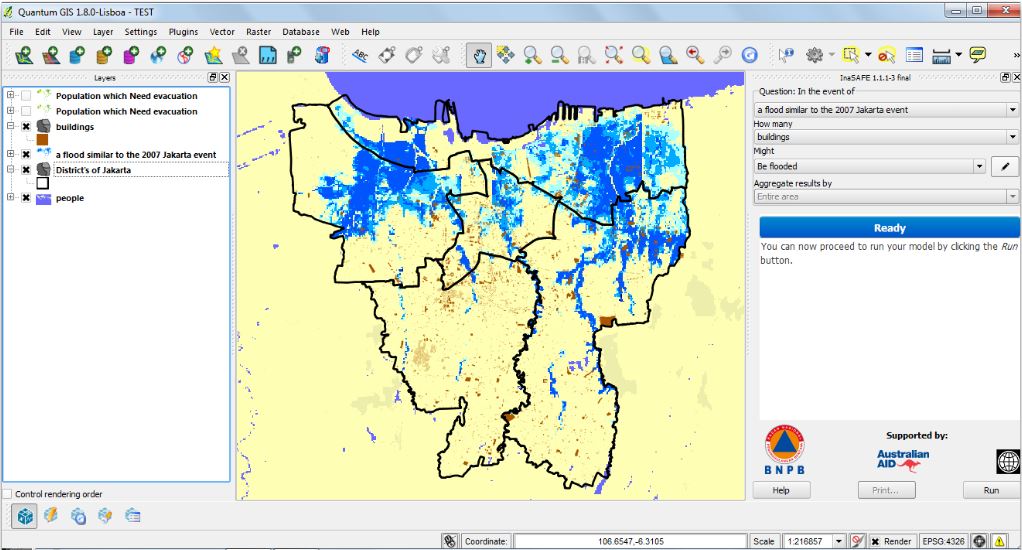 Quantum GIS 1.8.0-Lisboa - TEST
File Edit View Layer Settings Plugins Vector Raster Database Web Help
ABC
»
Layers
Population which Need evacuation
Population which Need evacuation
buildings
a flood similar to the 2007 Jakarta event
District's of Jakarta
people
Control rendering order
InaSAFE 1.1.1-3 final
Question: In the event of
a flood similar to the 2007 Jakarta event
How many
buildings
Might
Be flooded
Aggregate results by
Entire area
Ready
You can now proceed to run your model by clicking the Run
button.
BNPB
Supported by:
Australian
AID
Help Print... Run
Coordinate: 106.6547,-6.3105 Scale 1:216857 Render EPSG:4326